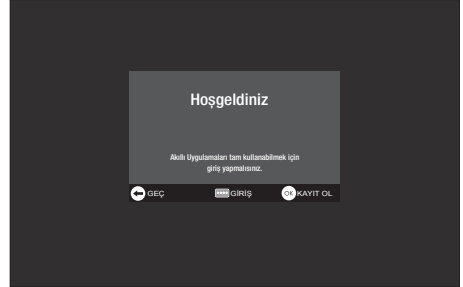 Hoşgeldiniz
Akıllı Uygulamaları tam kullanabilmek için
giriş yapmalısınız.
GEÇ GİRİŞ OK KAYIT OL